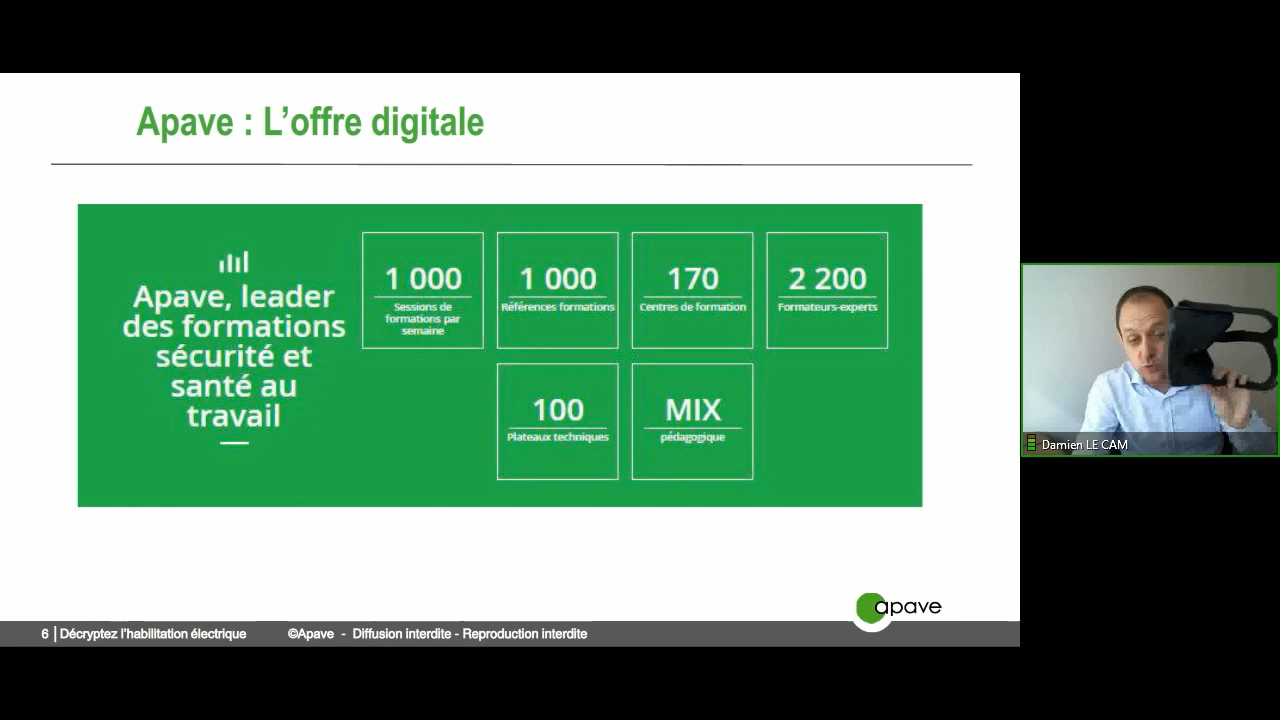 Apave : L’offre digitale
Apave, leader
des formations
sécurité et
santé au
travail
1 000
Sessions de
formations par
semaine
1 000
Références formations
170
Centres de formation
2 200
Formateurs-experts
100
Plateaux techniques
MIX
pédagogique
Damien LE CAM
apave
6 | Décryptez l’habilitation électrique ©Apave - Diffusion interdite - Reproduction interdite